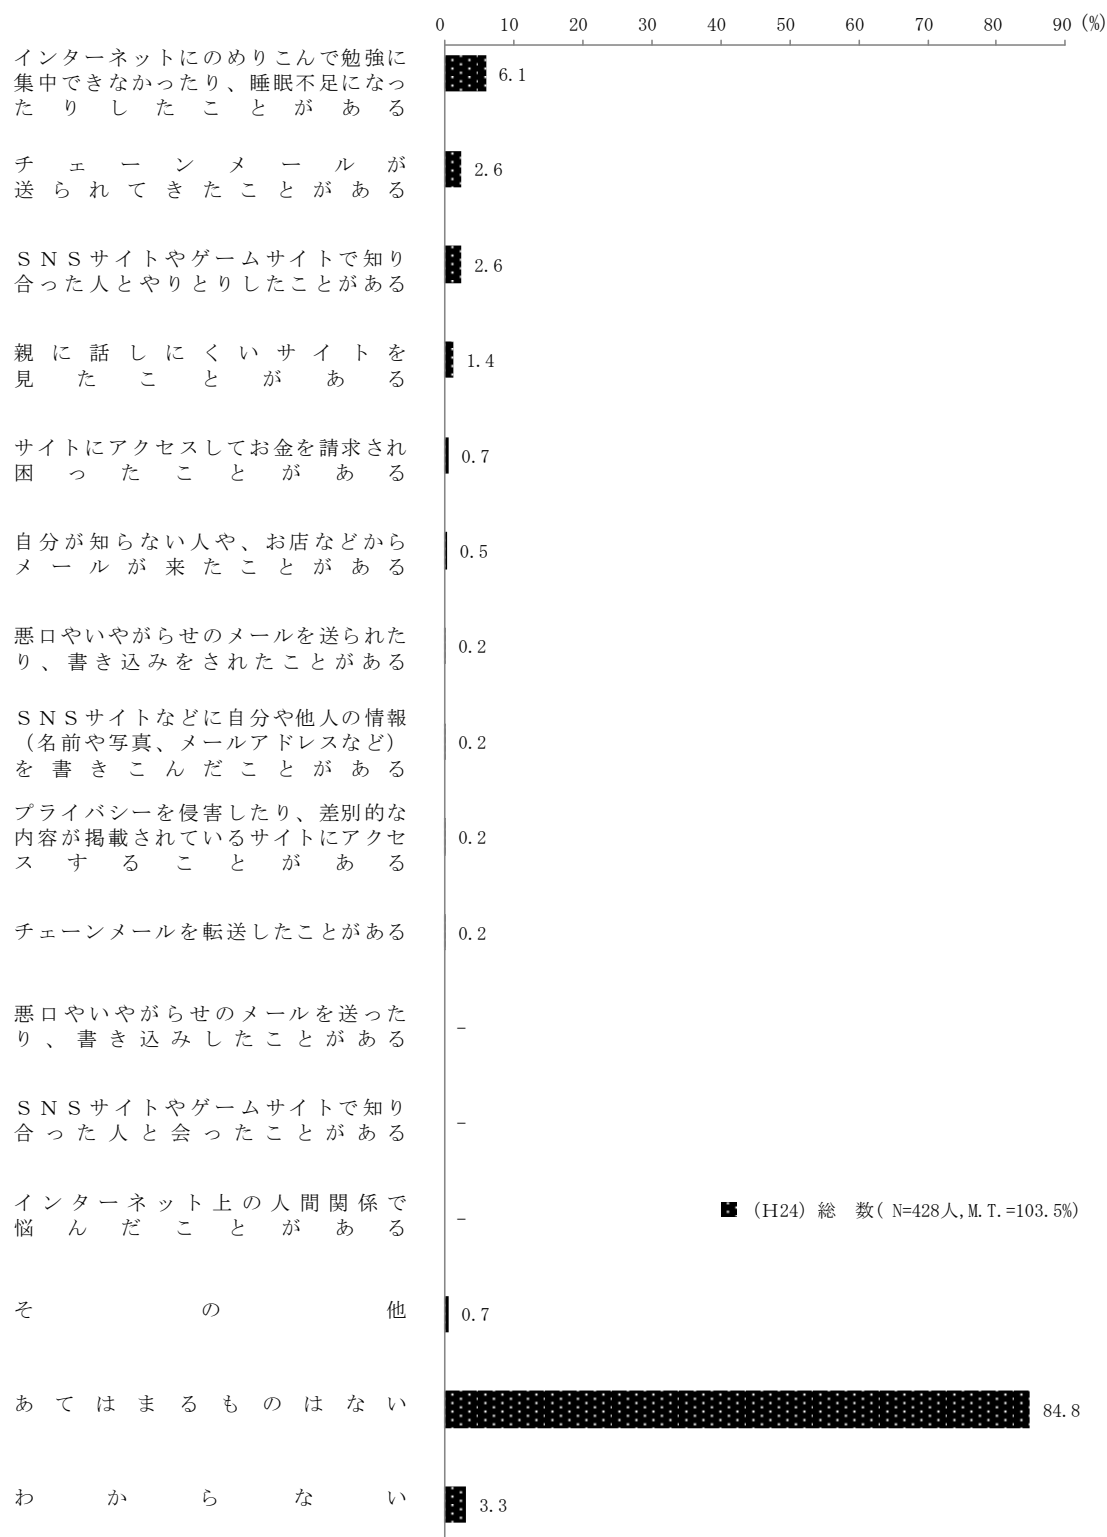 0 10 20 30 40 50 60 70 80 90 (%)
インターネットにのめりこんで勉強に
集中できなかったり、睡眠不足になっ
たりしたことがある
6.1
チェーンメールが
送られてきたことがある
2.6
ＳＮＳサイトやゲームサイトで知り
合った人とやりとりしたことがある
2.6
親に話しにくいサイトを
見たことがある
1.4
サイトにアクセスしてお金を請求され
困ったことがある
0.7
自分が知らない人や、お店などから
メールが来たことがある
0.5
悪口やいやがらせのメールを送られた
り、書き込みをされたことがある
0.2
ＳＮＳサイトなどに自分や他人の情報
（名前や写真、メールアドレスなど）
を書きこんだことがある
0.2
プライバシーを侵害したり、差別的な
内容が掲載されているサイトにアクセ
スすることがある
0.2
チェーンメールを転送したことがある
0.2
悪口やいやがらせのメールを送った
り、書き込みしたことがある
−
ＳＮＳサイトやゲームサイトで知り
合った人と会ったことがある
−
インターネット上の人間関係で
悩んだことがある
−
（H24）総　数( N=428人,M.T.=103.5%)
その他
0.7
あてはまるものはない
84.8
わからない
3.3